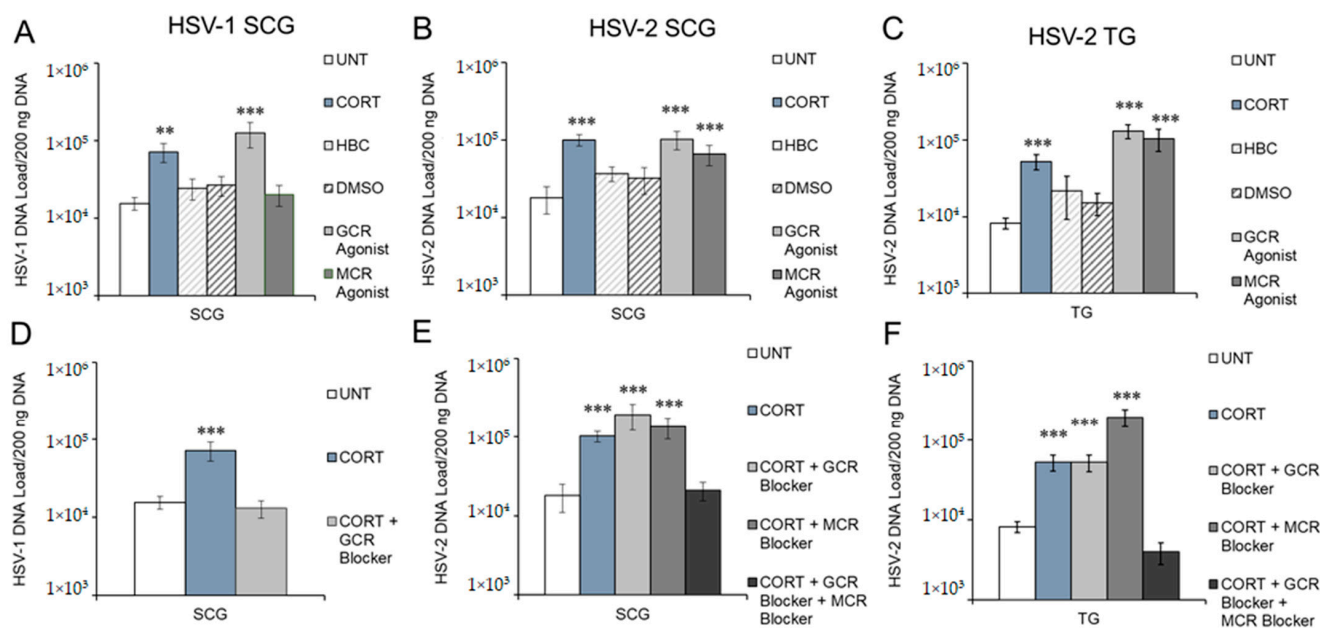 A
HSV-1 SCG
HSV-1 DNA Load/200 ng DNA
1×10⁶
1×10⁵
1×10⁴
1×10³
**
***
SCG
UNT
CORT
HBC
DMSO
GCR
Agonist
MCR
Agonist
B
HSV-2 SCG
HSV-2 DNA Load/200 ng DNA
1×10⁶
1×10⁵
1×10⁴
1×10³
***
***
***
SCG
UNT
CORT
HBC
DMSO
GCR
Agonist
MCR
Agonist
C
HSV-2 TG
HSV-2 DNA Load/200 ng DNA
1×10⁶
1×10⁵
1×10⁴
1×10³
***
***
***
TG
UNT
CORT
HBC
DMSO
GCR
Agonist
MCR
Agonist
D
HSV-1 DNA Load/200 ng DNA
1×10⁶
1×10⁵
1×10⁴
1×10³
***
SCG
UNT
CORT
CORT +
GCR
Blocker
E
HSV-2 DNA Load/200 ng DNA
1×10⁶
1×10⁵
1×10⁴
1×10³
***
***
***
SCG
UNT
CORT
CORT + GCR
Blocker
CORT + MCR
Blocker
CORT + GCR
Blocker + MCR
Blocker
F
HSV-2 DNA Load/200 ng DNA
1×10⁶
1×10⁵
1×10⁴
1×10³
***
***
***
TG
UNT
CORT
CORT + GCR
Blocker
CORT + MCR
Blocker
CORT + GCR
Blocker +
MCR Blocker